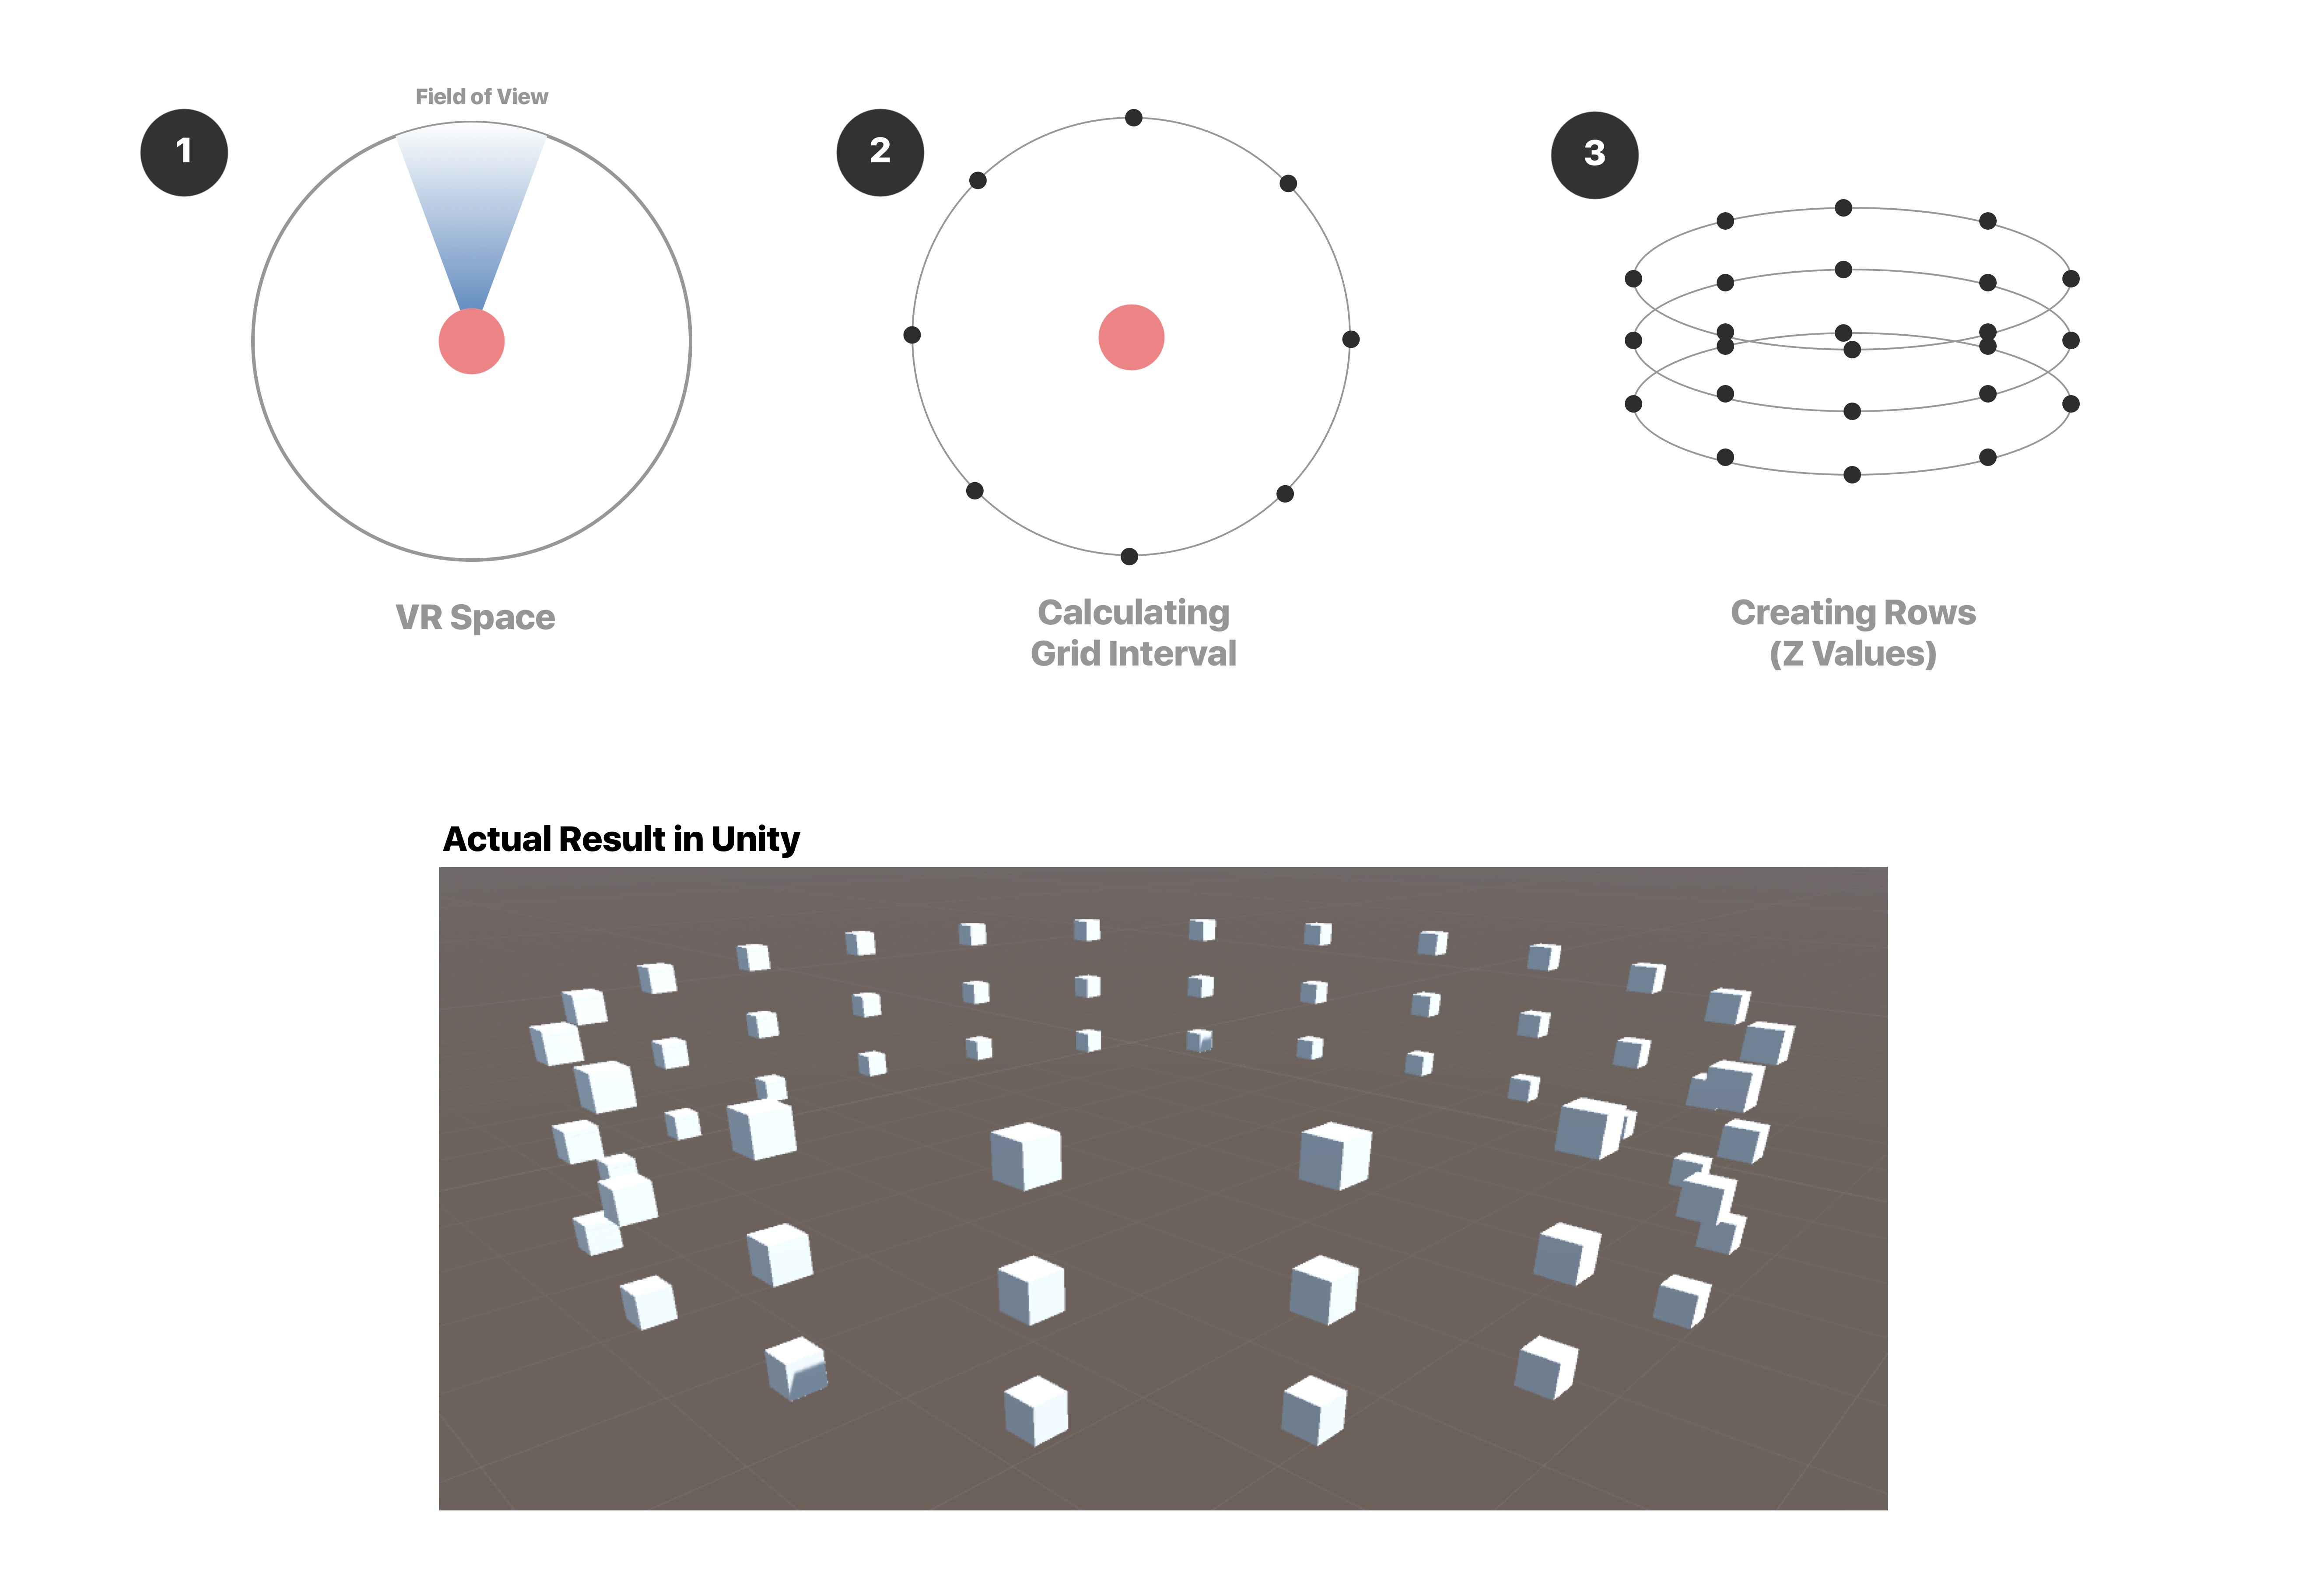 Field of View
1
2
3
VR Space
Calculating
Grid Interval
Creating Rows
(Z Values)
Actual Result in Unity